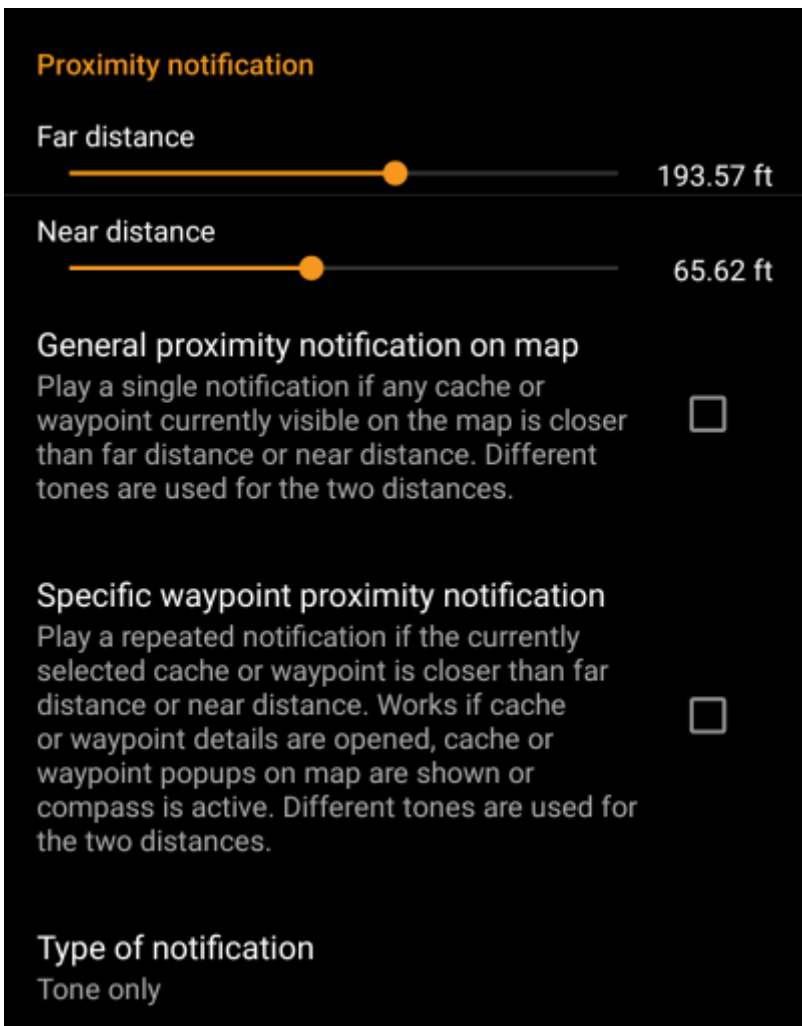 Proximity notification
Far distance
193.57 ft
Near distance
65.62 ft
General proximity notification on map
Play a single notification if any cache or
waypoint currently visible on the map is closer
than far distance or near distance. Different
tones are used for the two distances.
Specific waypoint proximity notification
Play a repeated notification if the currently
selected cache or waypoint is closer than far
distance or near distance. Works if cache
or waypoint details are opened, cache or
waypoint popups on map are shown or
compass is active. Different tones are used for
the two distances.
Type of notification
Tone only